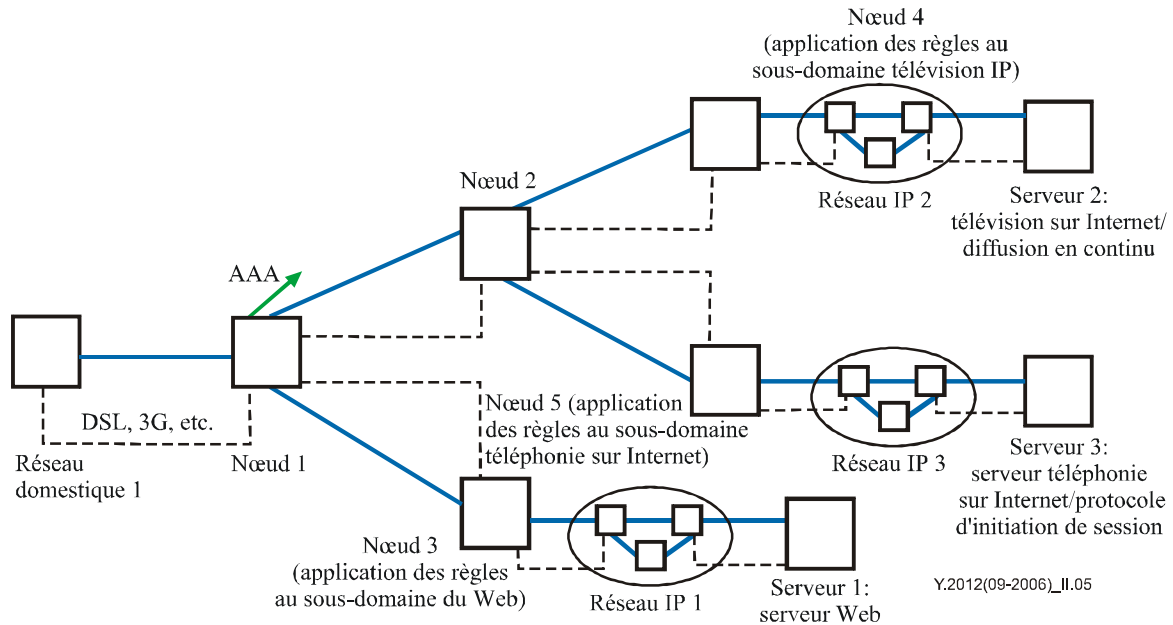 Nœud 4
(application des règles au
sous-domaine télévision IP)
Nœud 2
Réseau IP 2
Serveur 2:
télévision sur Internet/
diffusion en continu
AAA
DSL, 3G, etc.
Réseau
domestique 1
Nœud 1
Nœud 5 (application
des règles au sous-domaine
téléphonie sur Internet)
Réseau IP 3
Serveur 3:
serveur téléphonie
sur Internet/protocole
d'initiation de session
Nœud 3
(application des règles
au sous-domaine du Web)
Réseau IP 1
Serveur 1:
serveur Web
Y.2012(09-2006)_II.05